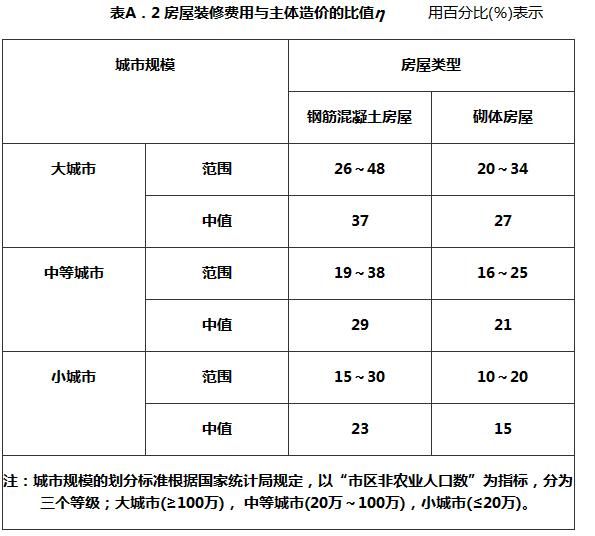 表A.2 房屋装修费用与主体造价的比值η 用百分比(%)表示
城市规模 房屋类型
钢筋混凝土房屋 砌体房屋
大城市 范围 26～48 20～34
中值 37 27
中等城市 范围 19～38 16～25
中值 29 21
小城市 范围 15～30 10～20
中值 23 15
注：城市规模的划分标准根据国家统计局规定，以“市区非农业人口数”为指标，分为
三个等级；大城市(≥100万)，中等城市(20万～100万)，小城市(≤20万)。